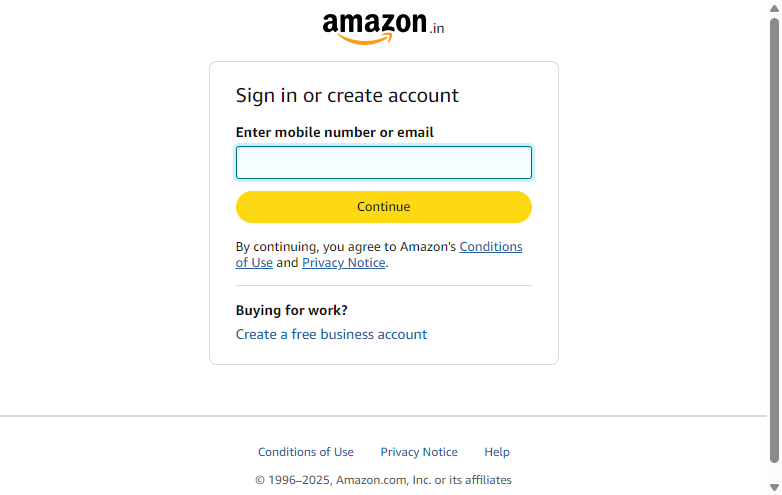 amazon.in
Sign in or create account
Enter mobile number or email
Continue
By continuing, you agree to Amazon's Conditions
of Use and Privacy Notice.
Buying for work?
Create a free business account
Conditions of Use Privacy Notice Help
© 1996–2025, Amazon.com, Inc. or its affiliates